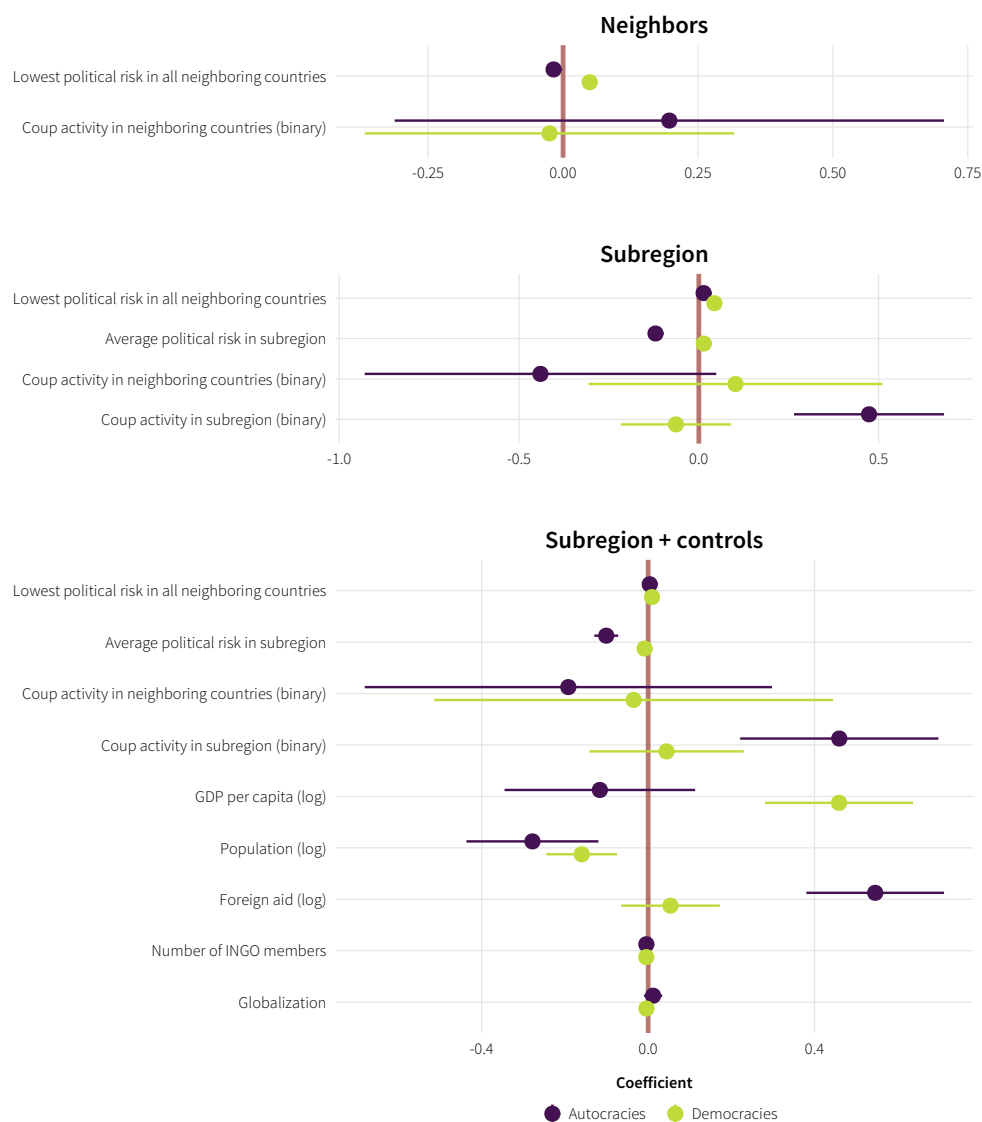 Neighbors
Lowest political risk in all neighboring countries
Coup activity in neighboring countries (binary)
-0.25 0.00 0.25 0.50 0.75
Subregion
Lowest political risk in all neighboring countries
Average political risk in subregion
Coup activity in neighboring countries (binary)
Coup activity in subregion (binary)
-1.0 -0.5 0.0 0.5
Subregion + controls
Lowest political risk in all neighboring countries
Average political risk in subregion
Coup activity in neighboring countries (binary)
Coup activity in subregion (binary)
GDP per capita (log)
Population (log)
Foreign aid (log)
Number of INGO members
Globalization
-0.4 0.0 0.4
Coefficient
Autocracies Democracies